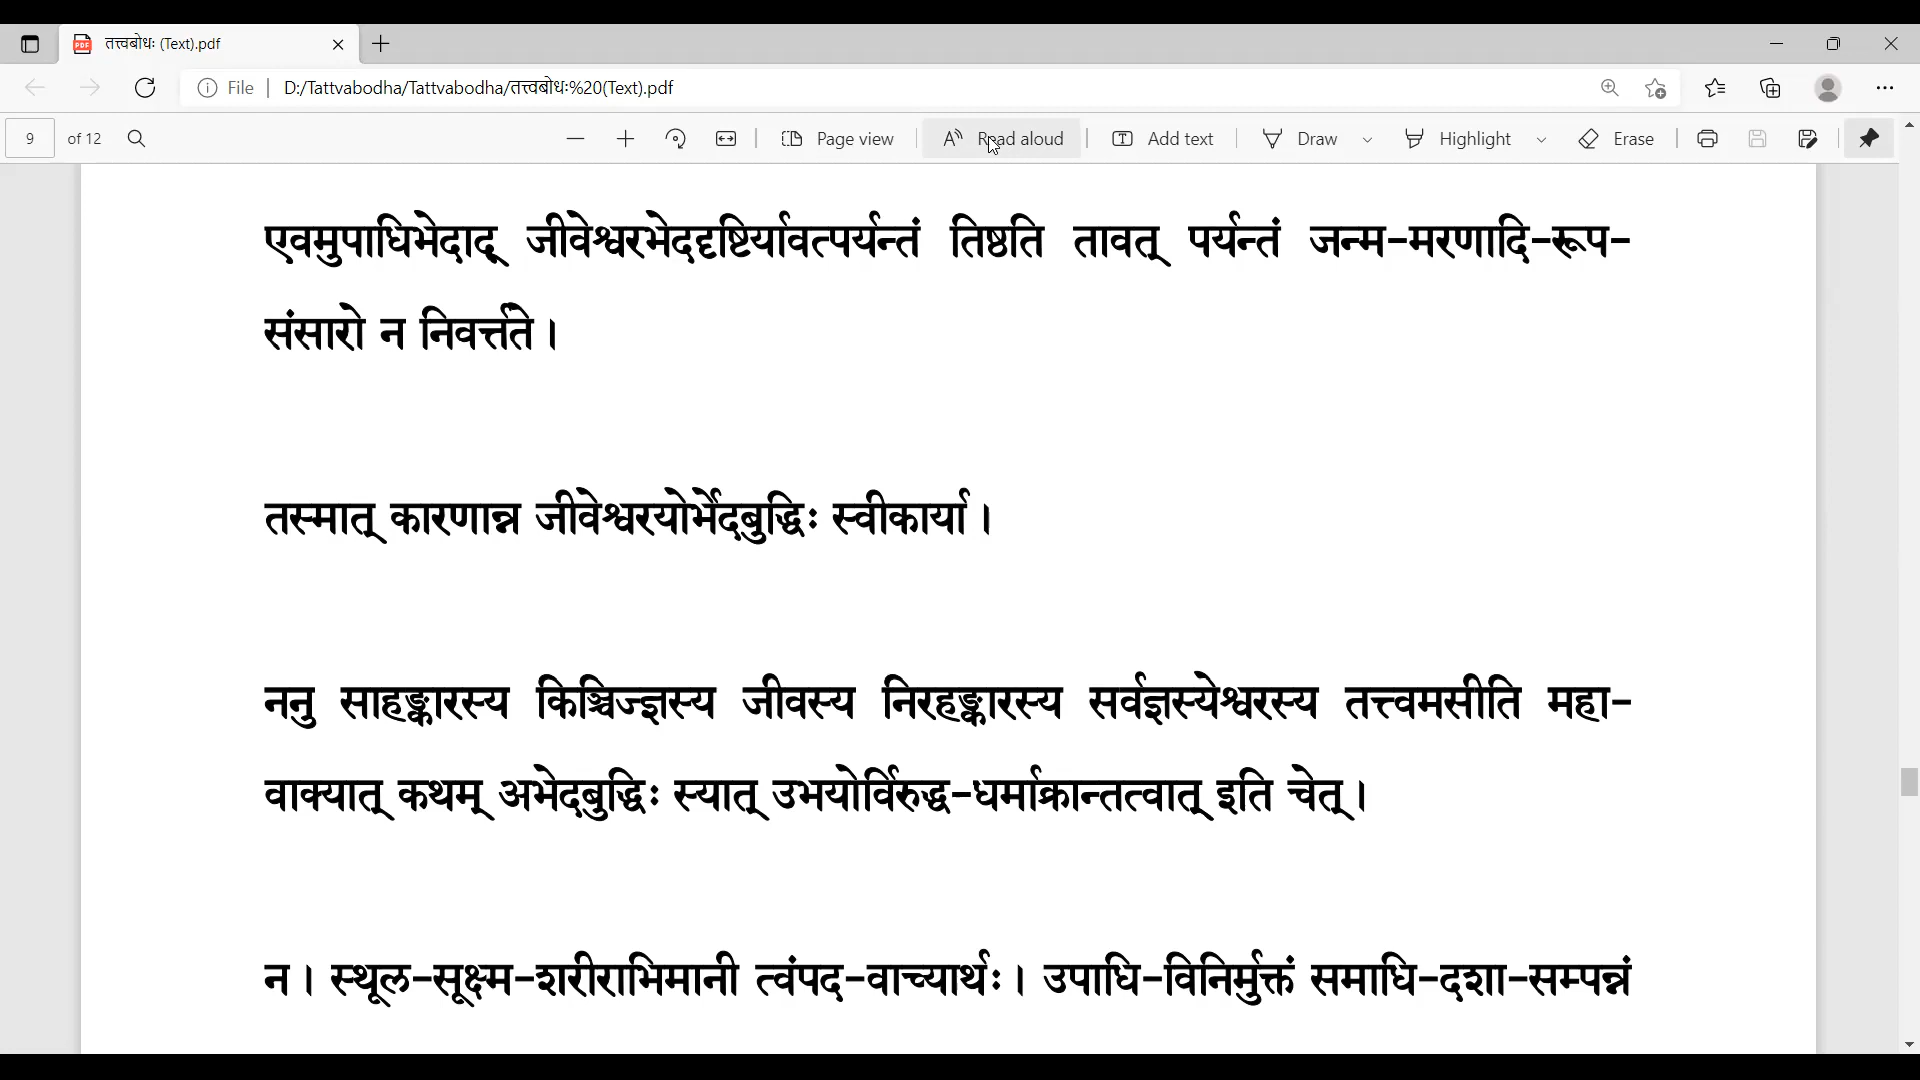 तत्त्वबोधः (Text).pdf
File D:/Tattvabodha/Tattvabodha/तत्त्वबोधः%20(Text).pdf
9 of 12 Page view Read aloud Add text Draw Highlight Erase
एवमुपाधिभेदाद् जीवेश्वरभेददृष्टिर्यावत्पर्यन्तं तिष्ठति तावत् पर्यन्तं जन्म-मरणादि-रूप-
संसारो न निवर्त्तते।
तस्मात् कारणान्न जीवेश्वरयोर्भेदबुद्धिः स्वीकार्या।
ननु साहङ्कारस्य किञ्चिज्ज्ञस्य जीवस्य निरहङ्कारस्य सर्वज्ञस्येश्वरस्य तत्त्वमसीति महा-
वाक्यात् कथम् अभेदबुद्धिः स्यात् उभयोर्विरुद्ध-धर्माक्रान्तत्वात् इति चेत्।
न। स्थूल-सूक्ष्म-शरीराभिमानी त्वंपद-वाच्यार्थः। उपाधि-विनिर्मुक्तं समाधि-दशा-सम्पन्नं